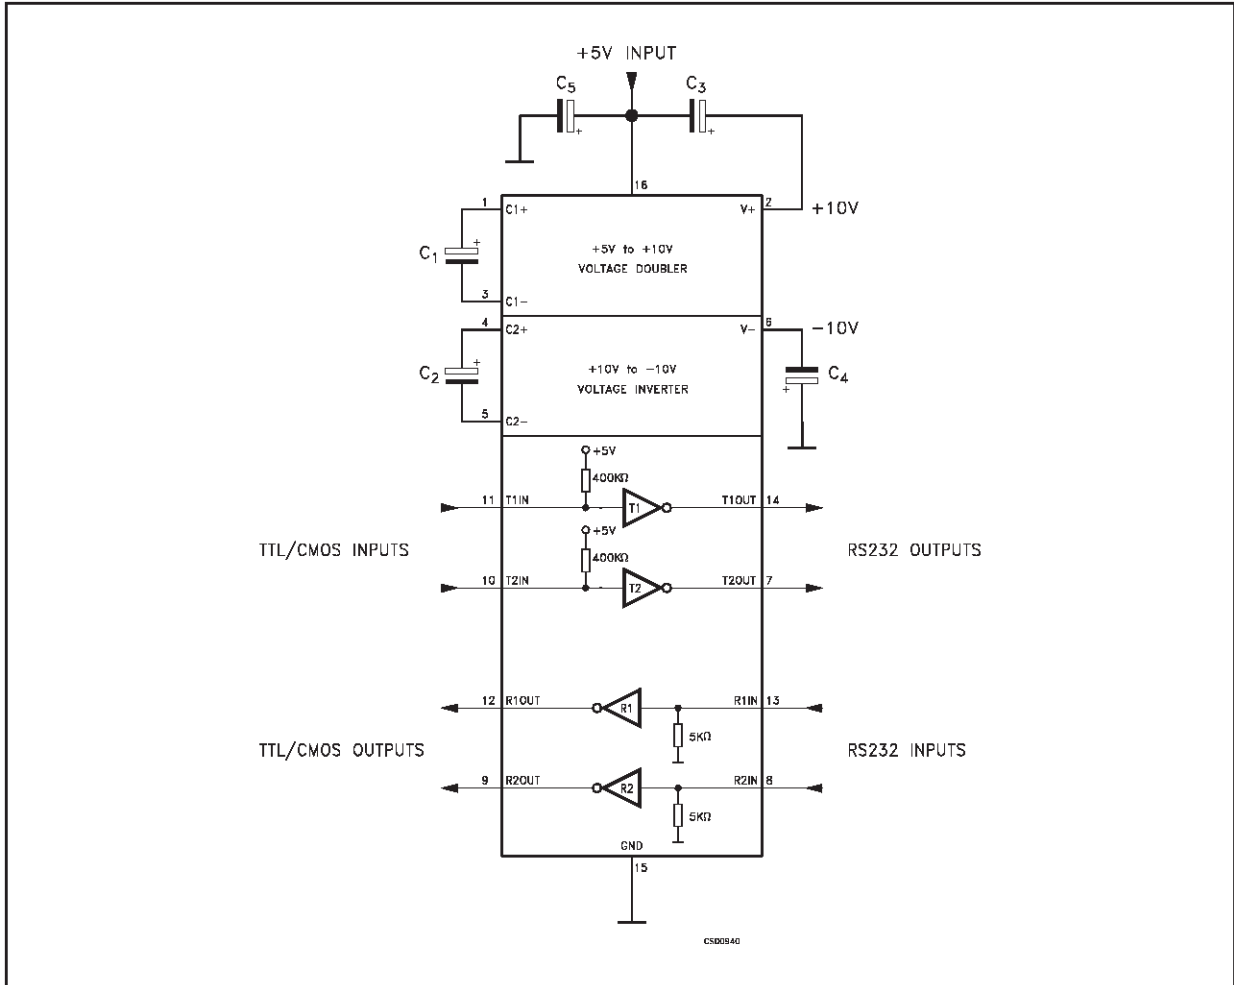 +5V INPUT
C5 C3
+ +
16
1 C1+ V+ 2 +10V
C1 +
+5V to +10V
VOLTAGE DOUBLER
3 C1-
4 C2+ V- 6 -10V
C2 +
+10V to -10V
VOLTAGE INVERTER
+ C4
5 C2-
+5V
400KΩ
11 T1IN T1 T1OUT 14
+5V
TTL/CMOS INPUTS RS232 OUTPUTS
400KΩ
10 T2IN T2 T2OUT 7
12 R1OUT R1 R1IN 13
5KΩ
TTL/CMOS OUTPUTS RS232 INPUTS
9 R2OUT R2 R2IN 8
5KΩ
GND
15
CS00940